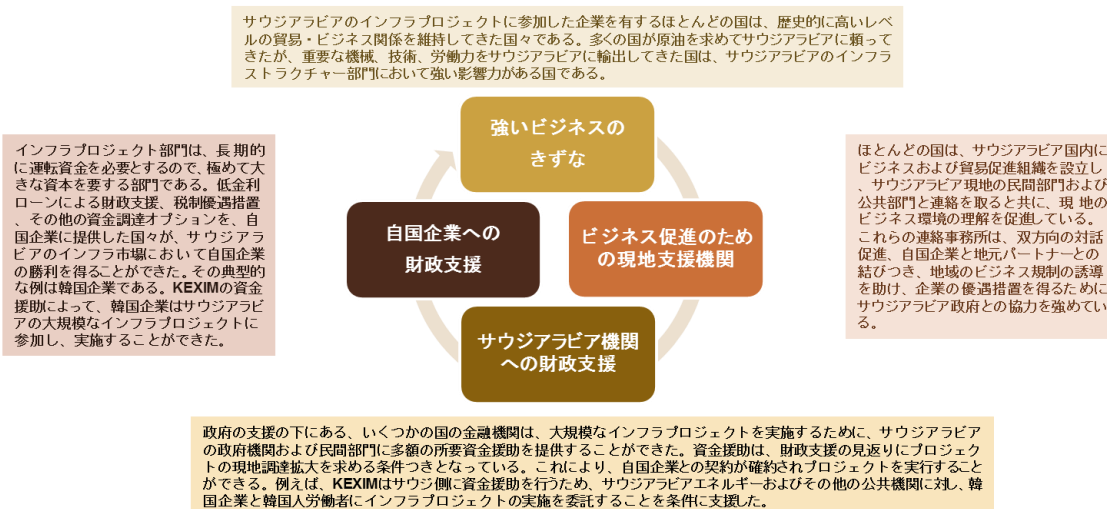 サウジアラビアのインフラプロジェクトに参加した企業を有するほとんどの国は、歴史的に高いレベ
ルの貿易・ビジネス関係を維持してきた国々である。多くの国が原油を求めてサウジアラビアに頼って
きたが、重要な機械、技術、労働力をサウジアラビアに輸出してきた国は、サウジアラビアのインフラ
ストラクチャー部門において強い影響力がある国である。
強いビジネスの
きずな
インフラプロジェクト部門は、長期的
に運転資金を必要とするので、極めて大
きな資本を要する部門である。低金利
ローンによる財政支援、税制優遇措置
、その他の資金調達オプションを、自
国企業に提供した国々が、サウジアラ
ビアのインフラ市場において自国企業
の勝利を得ることができた。その典型的
な例は韓国企業である。KEXIMの資金
援助によって、韓国企業はサウジアラビ
アの大規模なインフラプロジェクトに
参加し、実施することができた。
自国企業への
財政支援
ビジネス促進のため
の現地支援機関
ほとんどの国は、サウジアラビア国内に
ビジネスおよび貿易促進組織を設立し
、サウジアラビア現地の民間部門および
公共部門と連絡を取ると共に、現 地の
ビジネス環境の理解を促進している。
これらの連絡事務所は、双方向の対話
促進、自国企業と地元パートナーとの
結びつき、地域のビジネス規制の誘導
を助け、企業の優遇措置を得るために
サウジアラビア政府との協力を強めてい
る。
サウジアラビア機関
への財政支援
政府の支援の下にある、いくつかの国の金融機関は、大規模なインフラプロジェクトを実施するために、サウジアラビア
の政府機関および民間部門に多額の所要資金援助を提供することができた。資金援助は、財政支援の見返りにプロジェク
トの現地調達拡大を求める条件つきとなっている。これにより、自国企業との契約が確約されプロジェクトを実行すること
ができる。例えば、KEXIMはサウジ側に資金援助を行うため、サウジアラビアエネルギーおよびその他の公共機関に対し、韓
国企業と韓国人労働者にインフラプロジェクトの実施を委託することを条件に支援した。